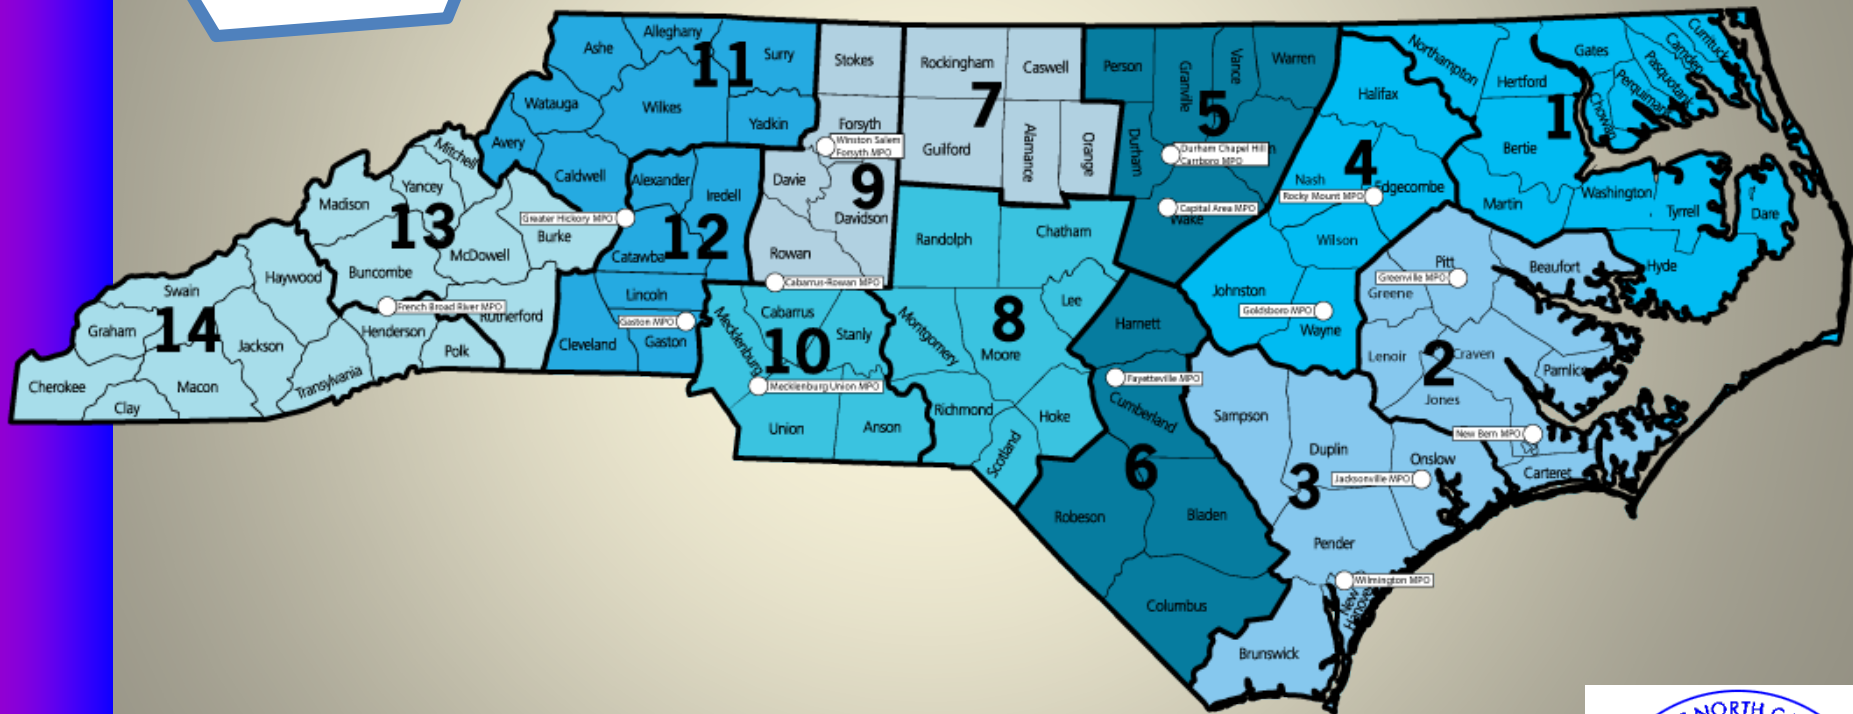 Ashe
Alleghany
11
Surry
Watauga
Wilkes
Yadkin
Avery
Caldwell
Stokes
Forsyth
Winston Salem
Forsyth MPO
Davie
9
Davidson
Rowan
Cabarrus-Rowan MPO
Rockingham
Caswell
7
Guilford
Alamance
Orange
Person
Granville
Vance
Warren
5
Durham
Durham Chapel Hill
Carrboro MPO
Capital Area MPO
Wake
Halifax
4
Nash
Edgecombe
Rocky Mount MPO
Wilson
Johnston
Goldsboro MPO
Wayne
Northampton
Hertford
Gates
Currituck
Camden
Pasquotank
Perquimans
Chowan
1
Bertie
Martin
Washington
Tyrrell
Dare
Hyde
Mitchell
Yancey
Madison
13
McDowell
Burke
Buncombe
French Broad River MPO
Rutherford
Greater Hickory MPO
Alexander
Iredell
12
Catawba
Lincoln
Gaston MPO
Cleveland
Gaston
Haywood
Swain
Graham
14
Jackson
Henderson
Polk
Transylvania
Cherokee
Macon
Clay
Mecklenburg
Cabarrus
10
Stanly
Mecklenburg Union MPO
Union
Anson
Randolph
Chatham
Lee
8
Montgomery
Moore
Richmond
Hoke
Scotland
Harnett
Fayetteville MPO
Cumberland
6
Robeson
Bladen
Columbus
Pitt
Greenville MPO
Greene
Beaufort
Lenoir
2
Craven
Pamlico
Jones
New Bern MPO
Carteret
Sampson
Duplin
Onslow
3
Jacksonville MPO
Pender
Wilmington MPO
New
Hanover
Brunswick
NORTH